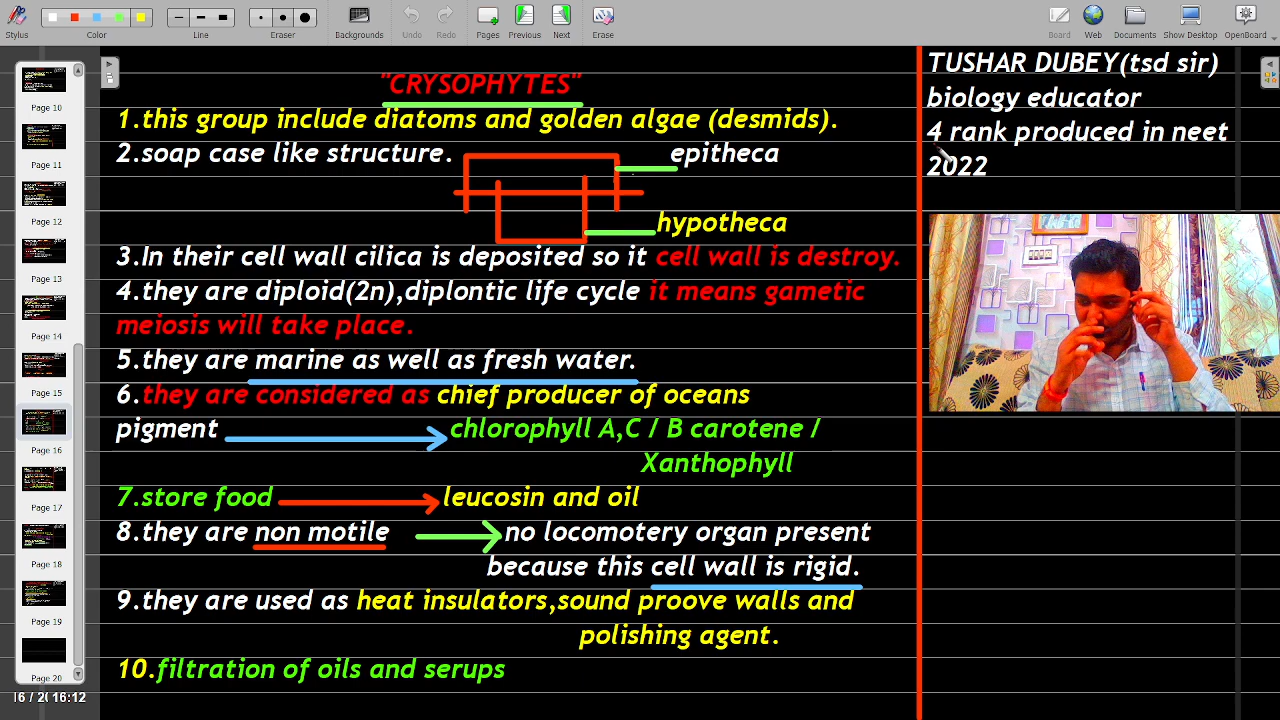 Stylus
Color
Line
Eraser
Backgrounds
Undo
Redo
Pages
Previous
Next
Erase
Board
Web
Documents
Show Desktop
OpenBoard
Page 10
Page 11
Page 12
Page 13
Page 14
Page 15
Page 16
Page 17
Page 18
Page 19
Page 20
16:12
"CRYSOPHYTES"
1.this group include diatoms and golden algae (desmids).
2.soap case like structure.
epitheca
hypotheca
3.In their cell wall cilica is deposited so it cell wall is destroy.
4.they are diploid(2n),diplontic life cycle it means gametic
meiosis will take place.
5.they are marine as well as fresh water.
6.they are considered as chief producer of oceans
pigment chlorophyll A,C / B carotene /
Xanthophyll
7.store food leucosin and oil
8.they are non motile no locomotery organ present
because this cell wall is rigid.
9.they are used as heat insulators,sound proove walls and
polishing agent.
10.filtration of oils and serups
TUSHAR DUBEY(tsd sir)
biology educator
4 rank produced in neet
2022